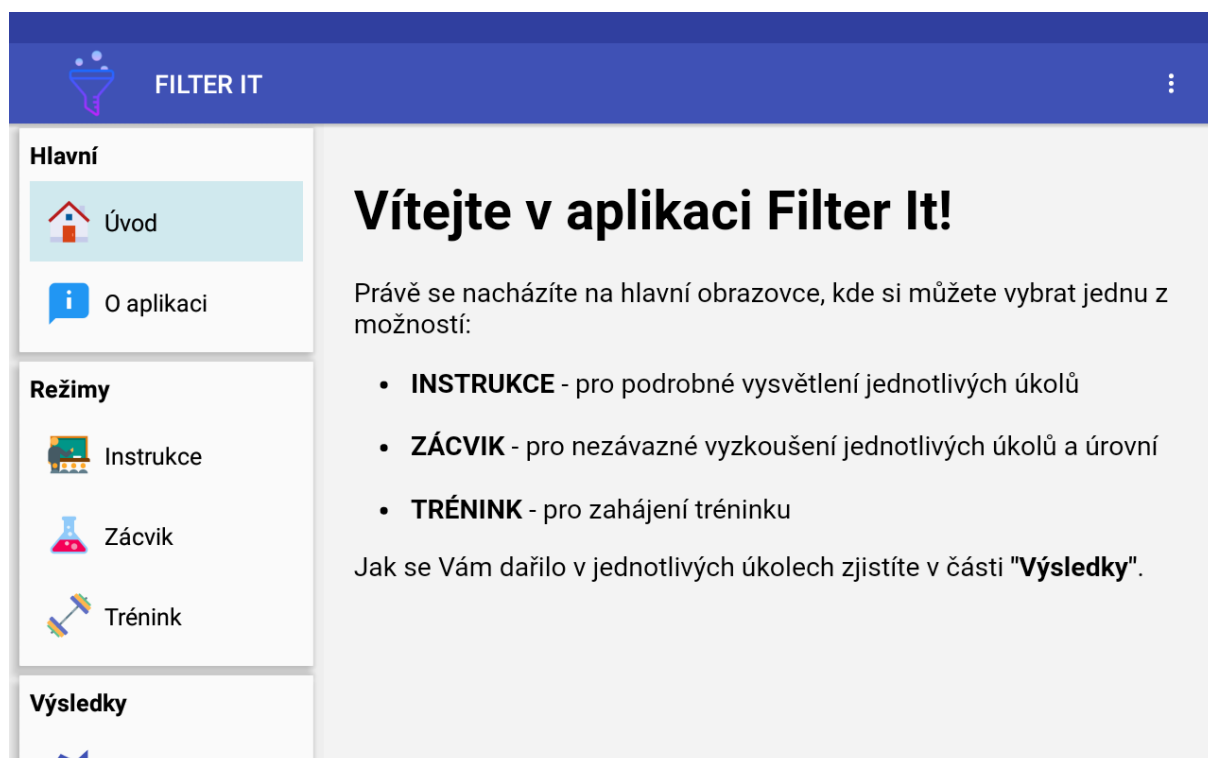 FILTER IT
Hlavní
Úvod
O aplikaci
Režimy
Instrukce
Zácvik
Trénink
Výsledky
Vítejte v aplikaci Filter It!
Právě se nacházíte na hlavní obrazovce, kde si můžete vybrat jednu z
možností:
• INSTRUKCE - pro podrobné vysvětlení jednotlivých úkolů
• ZÁCVIK - pro nezávazné vyzkoušení jednotlivých úkolů a úrovní
• TRÉNINK - pro zahájení tréninku
Jak se Vám dařilo v jednotlivých úkolech zjistíte v části "Výsledky".